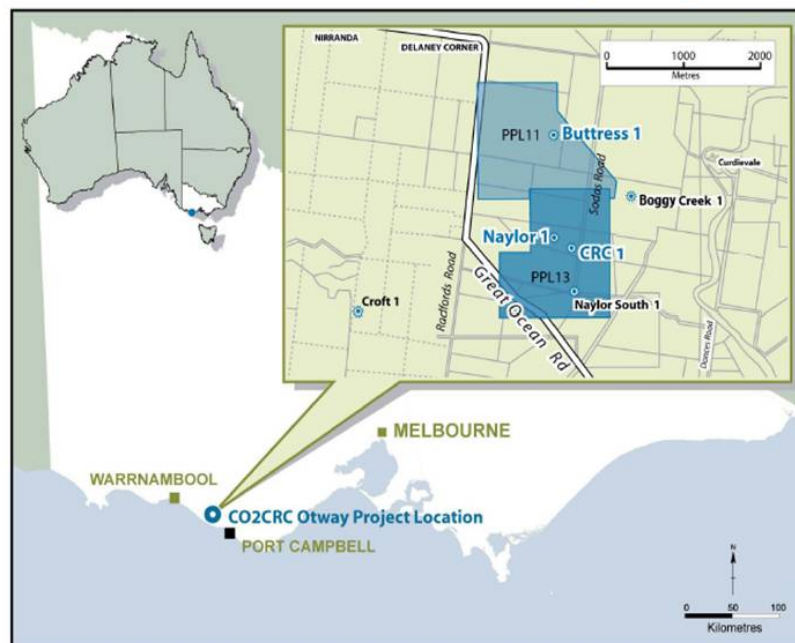 NIRRANDA
DELANEY CORNER
0 1000 2000
Metres
PPL11
Buttress 1
Curdievale
Sodas Road
Boggy Creek 1
Naylor 1
CRC 1
PPL13
Naylor South 1
Croft 1
Radfords Road
Great Ocean Rd
Dances Road
MELBOURNE
WARRNAMBOOL
CO2CRC Otway Project Location
PORT CAMPBELL
N
0 50 100
Kilometres